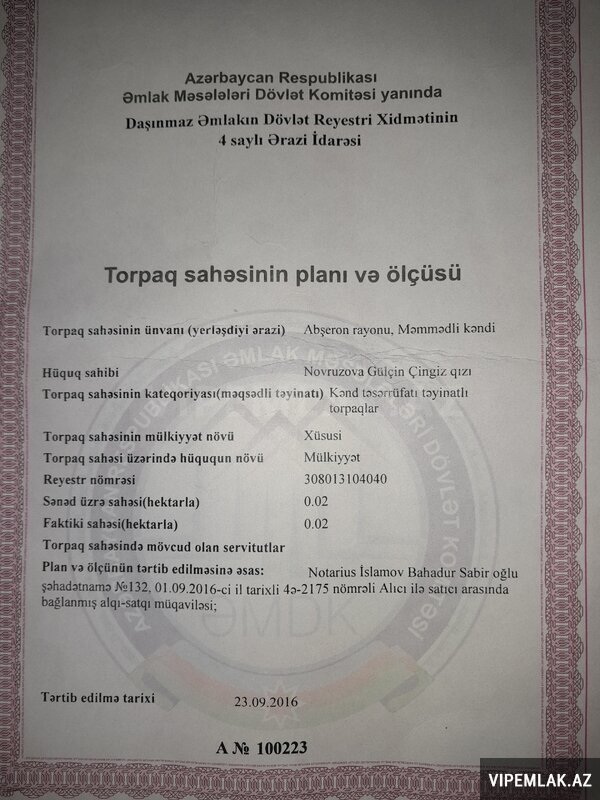 Azərbaycan Respublikası
Əmlak Məsələləri Dövlət Komitəsi yanında
Daşınmaz Əmlakın Dövlət Reyestri Xidmətinin
4 saylı Ərazi İdarəsi
Torpaq sahəsinin planı və ölçüsü
Torpaq sahəsinin ünvanı (yerləşdiyi ərazi) Abşeron rayonu, Məmmədli kəndi
Hüquq sahibi Novruzova Gülçin Çingiz qızı
Torpaq sahəsinin kateqoriyası(məqsədli təyinatı) Kənd təsərrüfatı təyinatlı
torpaqlar
Torpaq sahəsinin mülkiyyət növü Xüsusi
Torpaq sahəsi üzərində hüququn növü Mülkiyyət
Reyestr nömrəsi 308013104040
Sənəd üzrə sahəsi(hektarla) 0.02
Faktiki sahəsi(hektarla) 0.02
Torpaq sahəsində mövcud olan servitutlar
Plan və ölçünün tərtib edilməsinə əsas: Notarius İslamov Bahadur Sabir oğlu
şəhadətnamə №132, 01.09.2016-ci il tarixli 4ə-2175 nömrəli Alıcı ilə satıcı arasında
bağlanmış alqı-satqı müqaviləsi;
ƏMDK
Tərtib edilmə tarixi 23.09.2016
A № 100223
VIPEMLAK.AZ